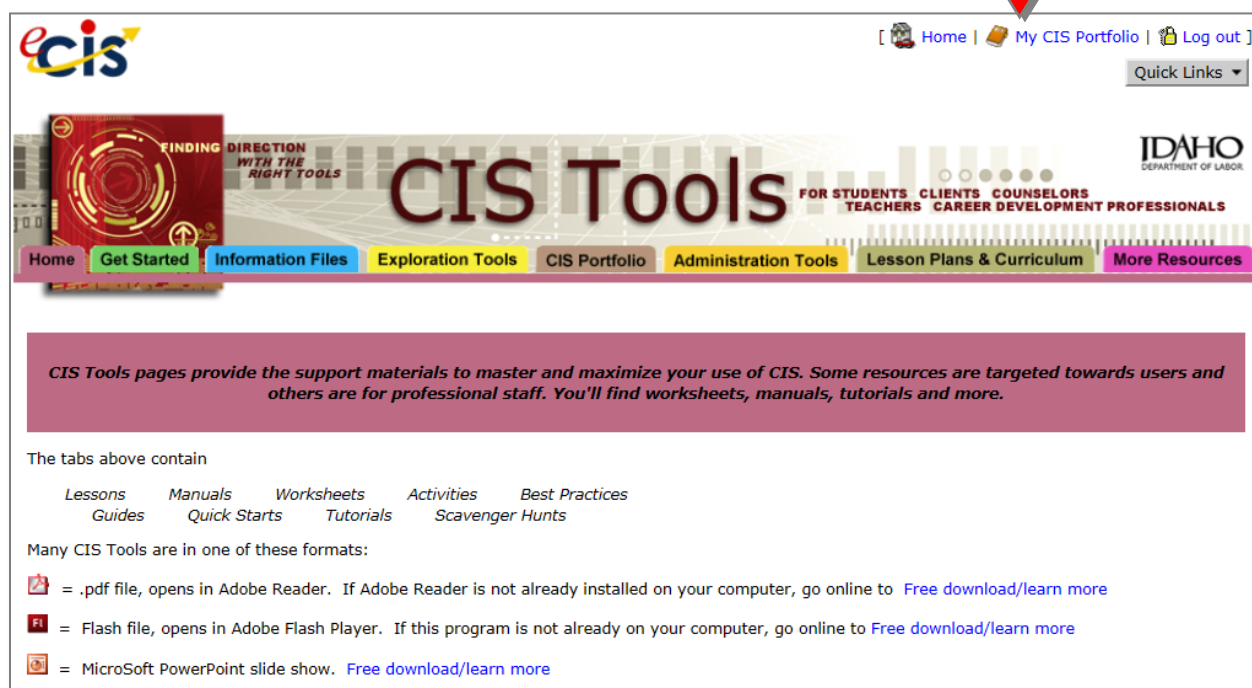 ecis
[ Home | My CIS Portfolio | Log out ]
Quick Links
FINDING DIRECTION
WITH THE
RIGHT TOOLS
CIS Tools
IDAHO
DEPARTMENT OF LABOR
FOR STUDENTS CLIENTS COUNSELORS
TEACHERS CAREER DEVELOPMENT PROFESSIONALS
Home Get Started Information Files Exploration Tools CIS Portfolio Administration Tools Lesson Plans & Curriculum More Resources
CIS Tools pages provide the support materials to master and maximize your use of CIS. Some resources are targeted towards users and
others are for professional staff. You'll find worksheets, manuals, tutorials and more.
The tabs above contain
Lessons Manuals Worksheets Activities Best Practices
Guides Quick Starts Tutorials Scavenger Hunts
Many CIS Tools are in one of these formats:
= .pdf file, opens in Adobe Reader. If Adobe Reader is not already installed on your computer, go online to Free download/learn more
= Flash file, opens in Adobe Flash Player. If this program is not already on your computer, go online to Free download/learn more
= MicroSoft PowerPoint slide show. Free download/learn more